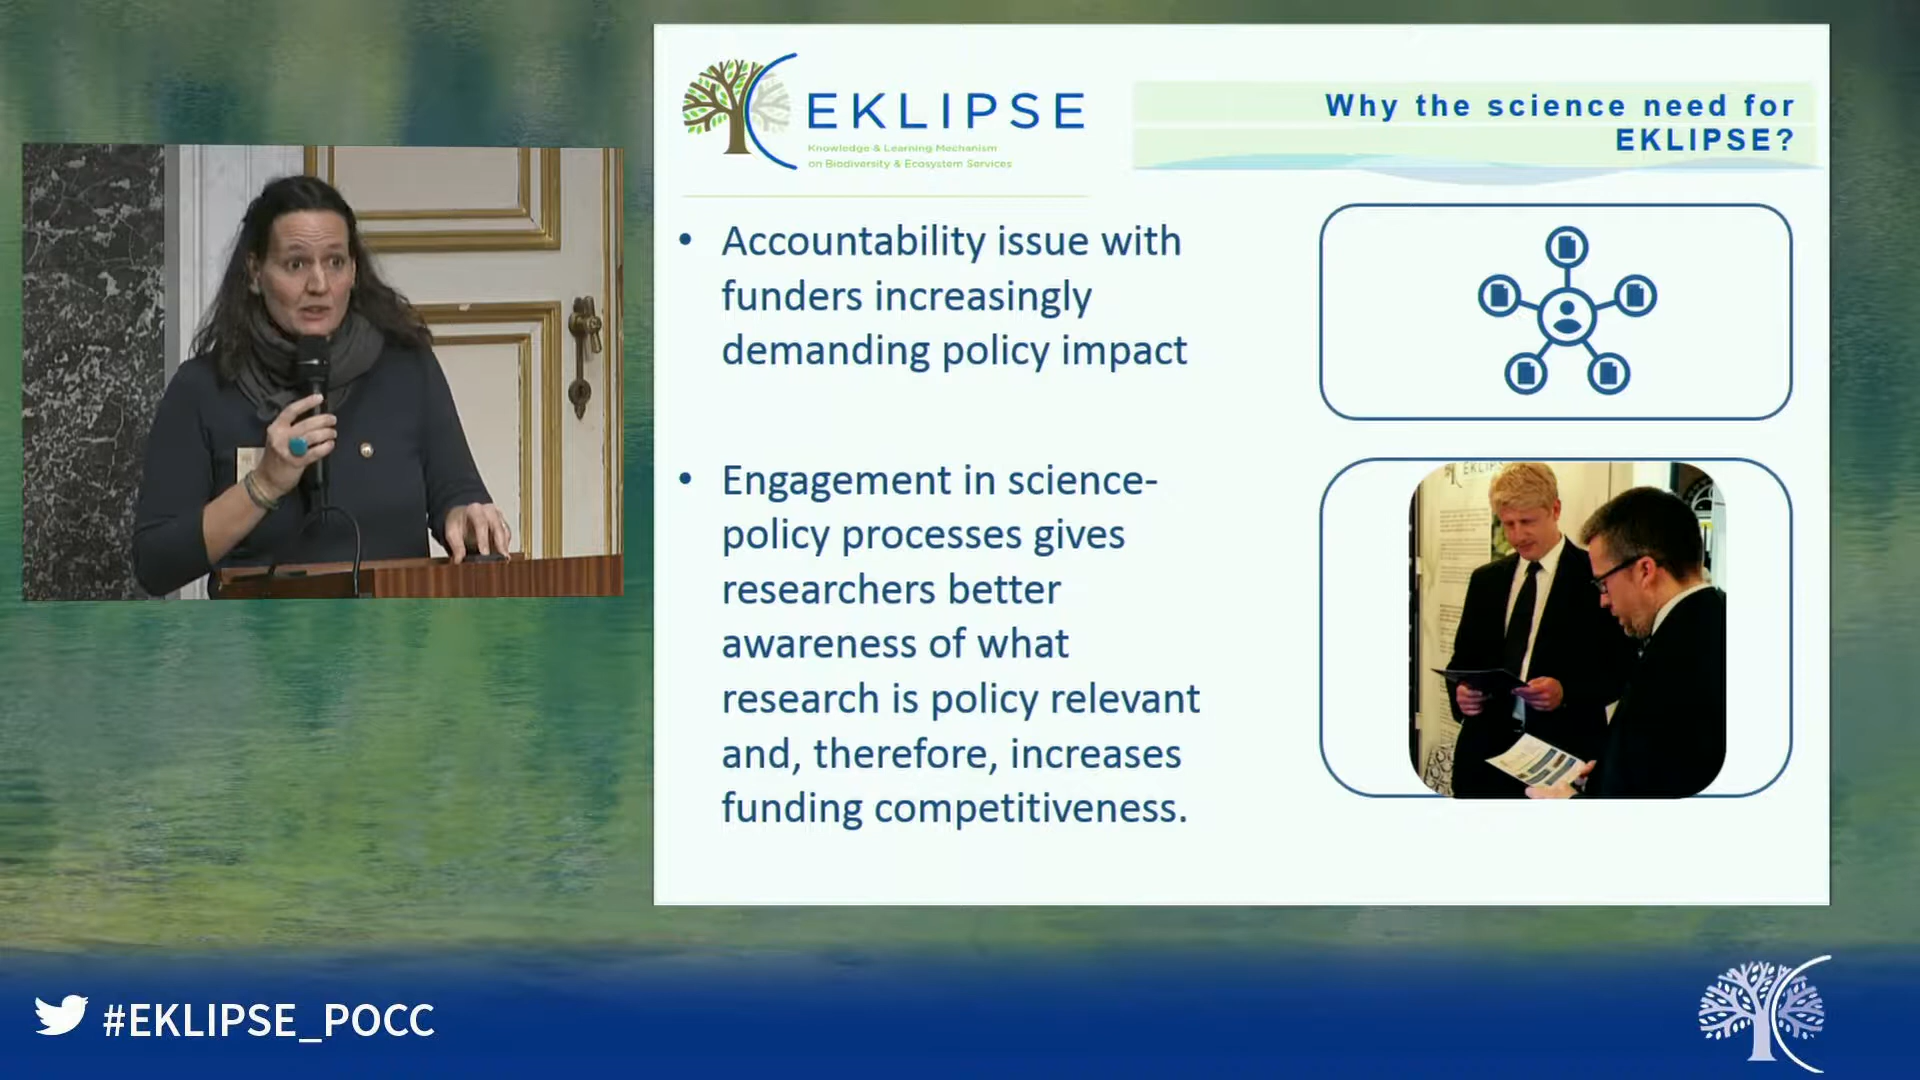 EKLIPSE
Knowledge & Learning Mechanism
on Biodiversity & Ecosystem Services
Why the science need for
EKLIPSE?
• Accountability issue with
funders increasingly
demanding policy impact
• Engagement in science-
policy processes gives
researchers better
awareness of what
research is policy relevant
and, therefore, increases
funding competitiveness.
#EKLIPSE_POCC